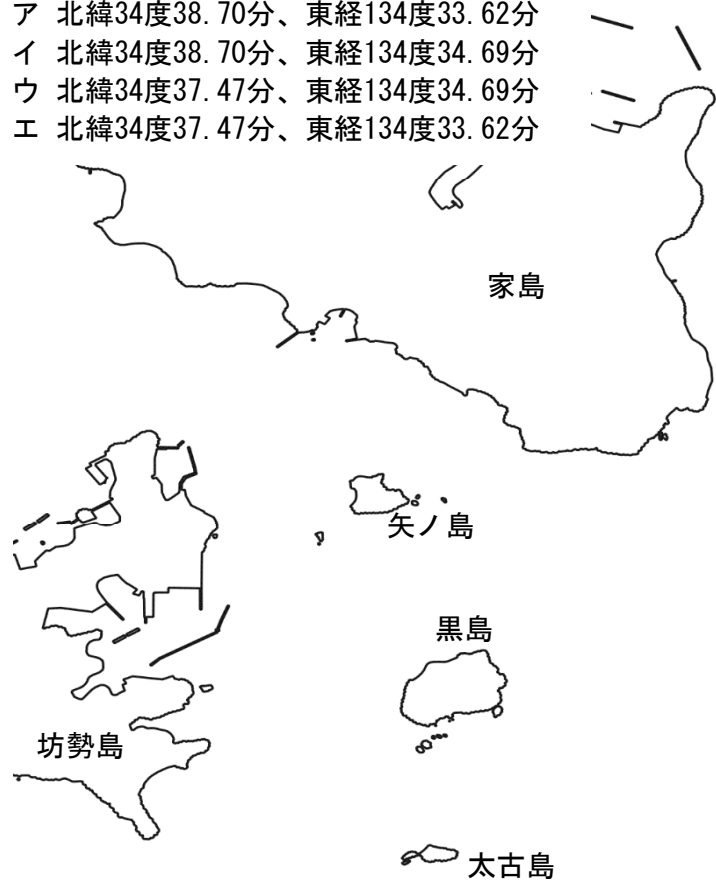 ア 北緯34度38.70分、東経134度33.62分
イ 北緯34度38.70分、東経134度34.69分
ウ 北緯34度37.47分、東経134度34.69分
エ 北緯34度37.47分、東経134度33.62分
家島
矢ノ島
黒島
坊勢島
太古島